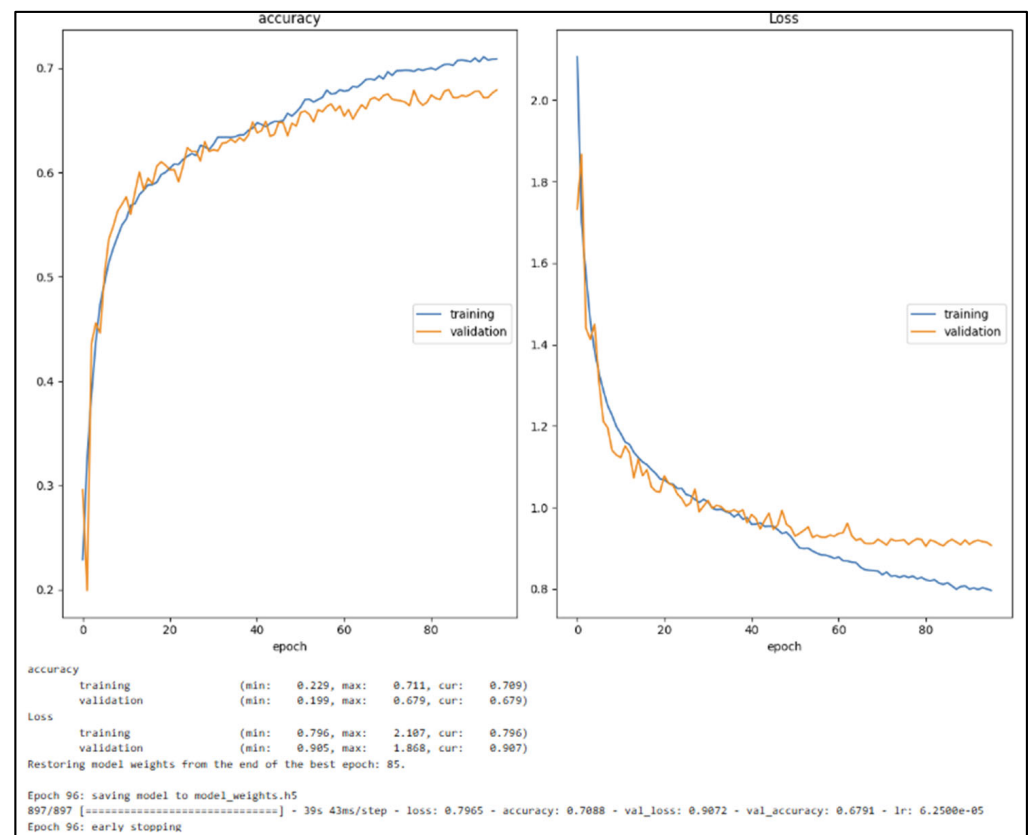 accuracy
Loss
0.7
0.6
0.5
0.4
0.3
0.2
training
validation
0 20 40 60 80
epoch
2.0
1.8
1.6
1.4
1.2
1.0
0.8
training
validation
0 20 40 60 80
epoch
accuracy
training (min: 0.229, max: 0.711, cur: 0.709)
validation (min: 0.199, max: 0.679, cur: 0.679)
Loss
training (min: 0.796, max: 2.107, cur: 0.796)
validation (min: 0.905, max: 1.868, cur: 0.907)
Restoring model weights from the end of the best epoch: 85.
Epoch 96: saving model to model_weights.h5
897/897 [==============================] - 39s 43ms/step - loss: 0.7965 - accuracy: 0.7088 - val_loss: 0.9072 - val_accuracy: 0.6791 - lr: 6.2500e-05
Epoch 96: early stopping